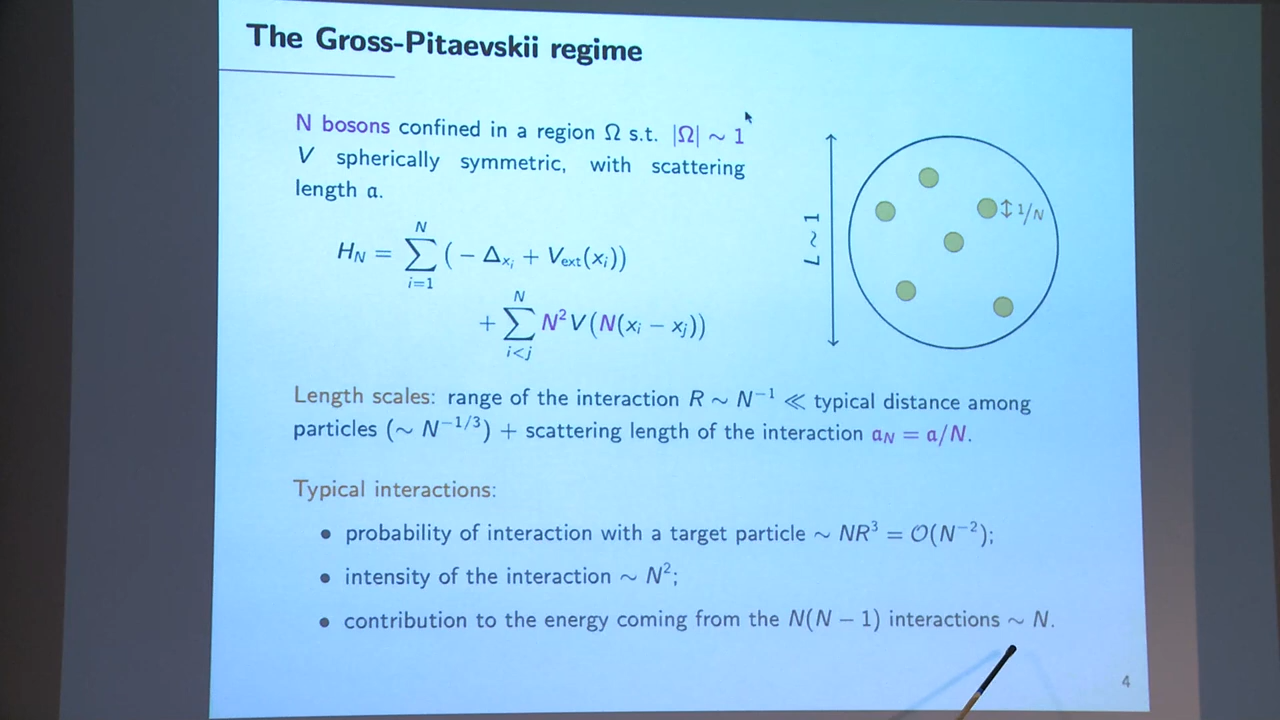 The Gross-Pitaevskii regime
N bosons confined in a region Ω s.t. |Ω| ∼ 1
V spherically symmetric, with scattering
length 𝔞.
H_N = ∑_{i=1}^{N} ( − Δ_{x_i} + V_ext(x_i))
+ ∑_{i<j}^{N} N²V(N(x_i − x_j))
L ∼ 1
↕ 1/N
Length scales: range of the interaction R ∼ N⁻¹ ≪ typical distance among
particles (∼ N^{−1/3}) + scattering length of the interaction 𝔞_N = 𝔞/N.
Typical interactions:
• probability of interaction with a target particle ∼ NR³ = O(N⁻²);
• intensity of the interaction ∼ N²;
• contribution to the energy coming from the N(N − 1) interactions ∼ N.
4